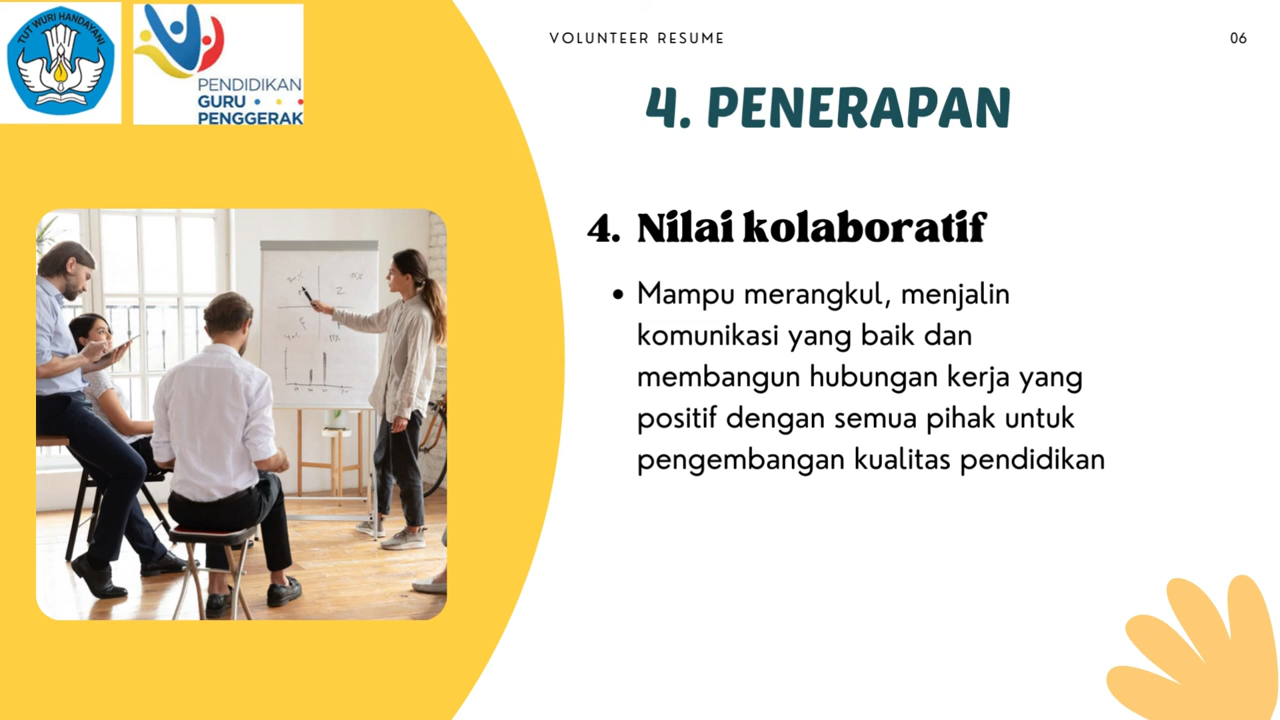 TUT WURI HANDAYANI
PENDIDIKAN
GURU
PENGGERAK
VOLUNTEER RESUME
06
4. PENERAPAN
4. Nilai kolaboratif
• Mampu merangkul, menjalin
komunikasi yang baik dan
membangun hubungan kerja yang
positif dengan semua pihak untuk
pengembangan kualitas pendidikan